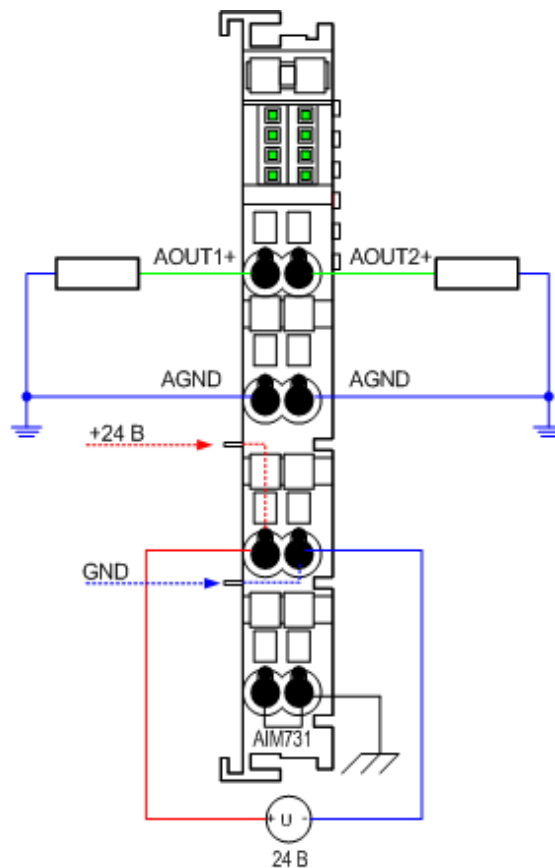 AOUT1+ AOUT2+
AGND AGND
+24 В
GND
AIM731
+ U -
24 В